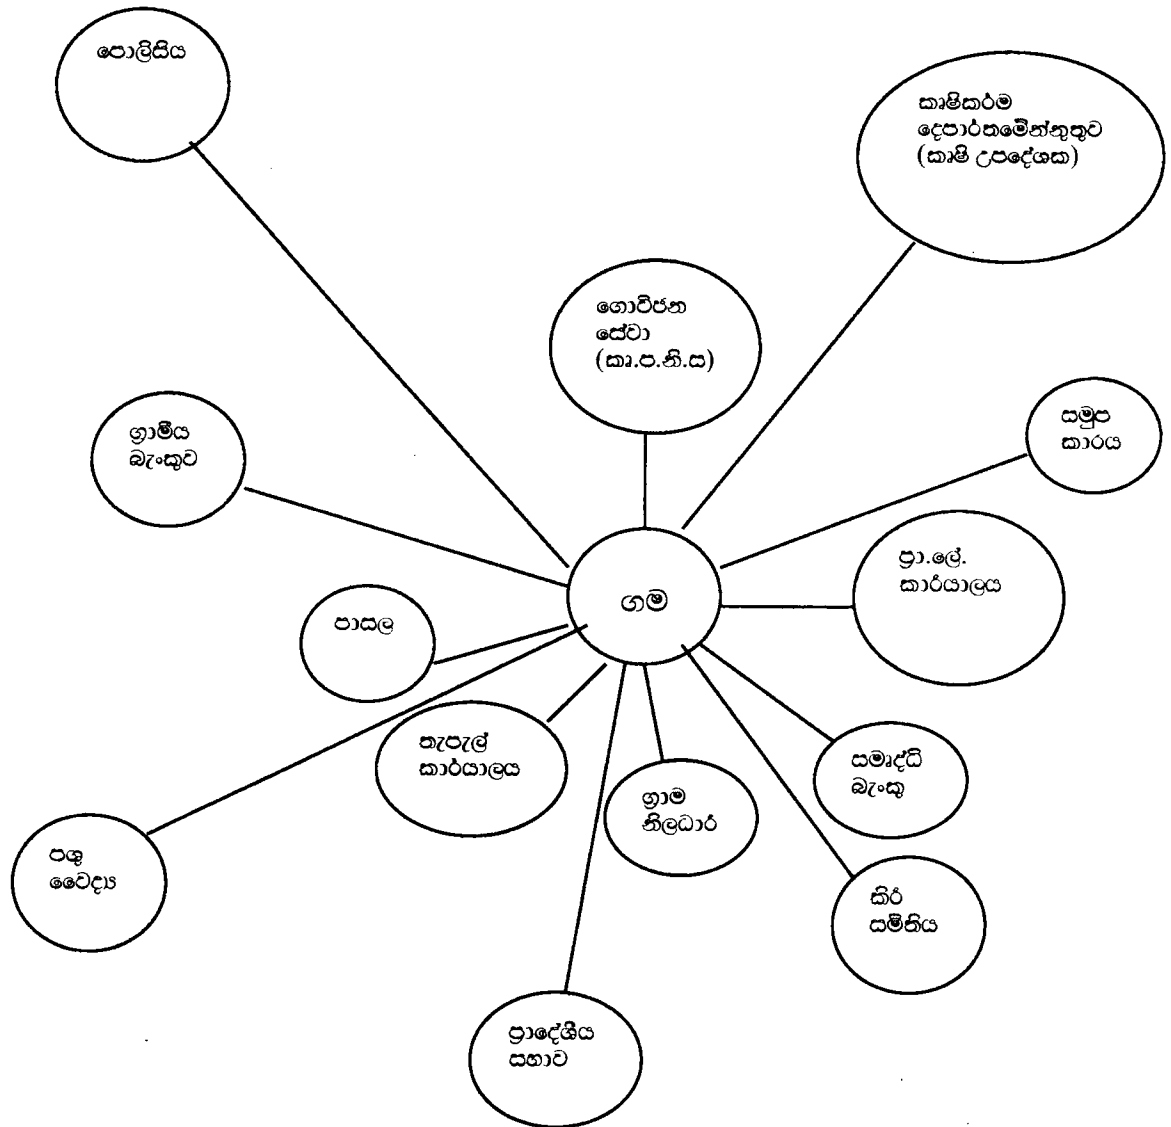 පොලිසිය
කෘෂිකර්ම
දෙපාර්තමේන්තුව
(කෘෂි උපදේශක)
ගොවිජන
සේවා
(කෘ.ප.නි.ස)
ග්‍රාමීය
බැංකුව
සමුප
කාරය
ප්‍රා.ලේ.
කාර්යාලය
ගම
පාසල
තැපැල්
කාර්යාලය
ග්‍රාම
නිලධාර
සමෘද්ධි
බැංකු
පශු
වෛද්‍ය
කිරි
සමිතිය
ප්‍රාදේශීය
සභාව